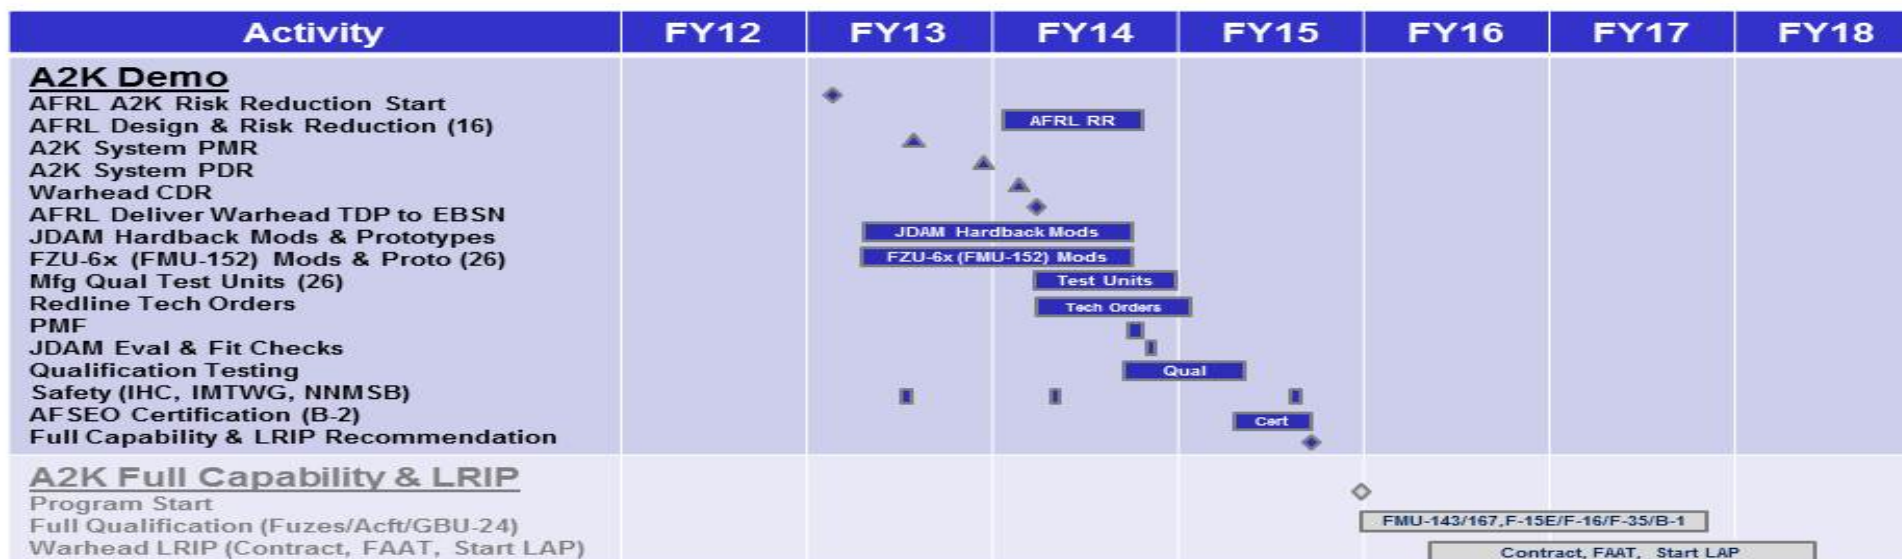 Activity FY12 FY13 FY14 FY15 FY16 FY17 FY18
A2K Demo
AFRL A2K Risk Reduction Start
AFRL Design & Risk Reduction (16) AFRL RR
A2K System PMR
A2K System PDR
Warhead CDR
AFRL Deliver Warhead TDP to EBSN
JDAM Hardback Mods & Prototypes JDAM Hardback Mods
FZU-6x (FMU-152) Mods & Proto (26) FZU-6x (FMU-152) Mods
Mfg Qual Test Units (26) Test Units
Redline Tech Orders Tech Orders
PMF
JDAM Eval & Fit Checks
Qualification Testing Qual
Safety (IHC, IMTWG, NNMSB)
AFSEO Certification (B-2) Cert
Full Capability & LRIP Recommendation
A2K Full Capability & LRIP
Program Start
Full Qualification (Fuzes/Acft/GBU-24) FMU-143/167,F-15E/F-16/F-35/B-1
Warhead LRIP (Contract, FAAT, Start LAP) Contract, FAAT, Start LAP